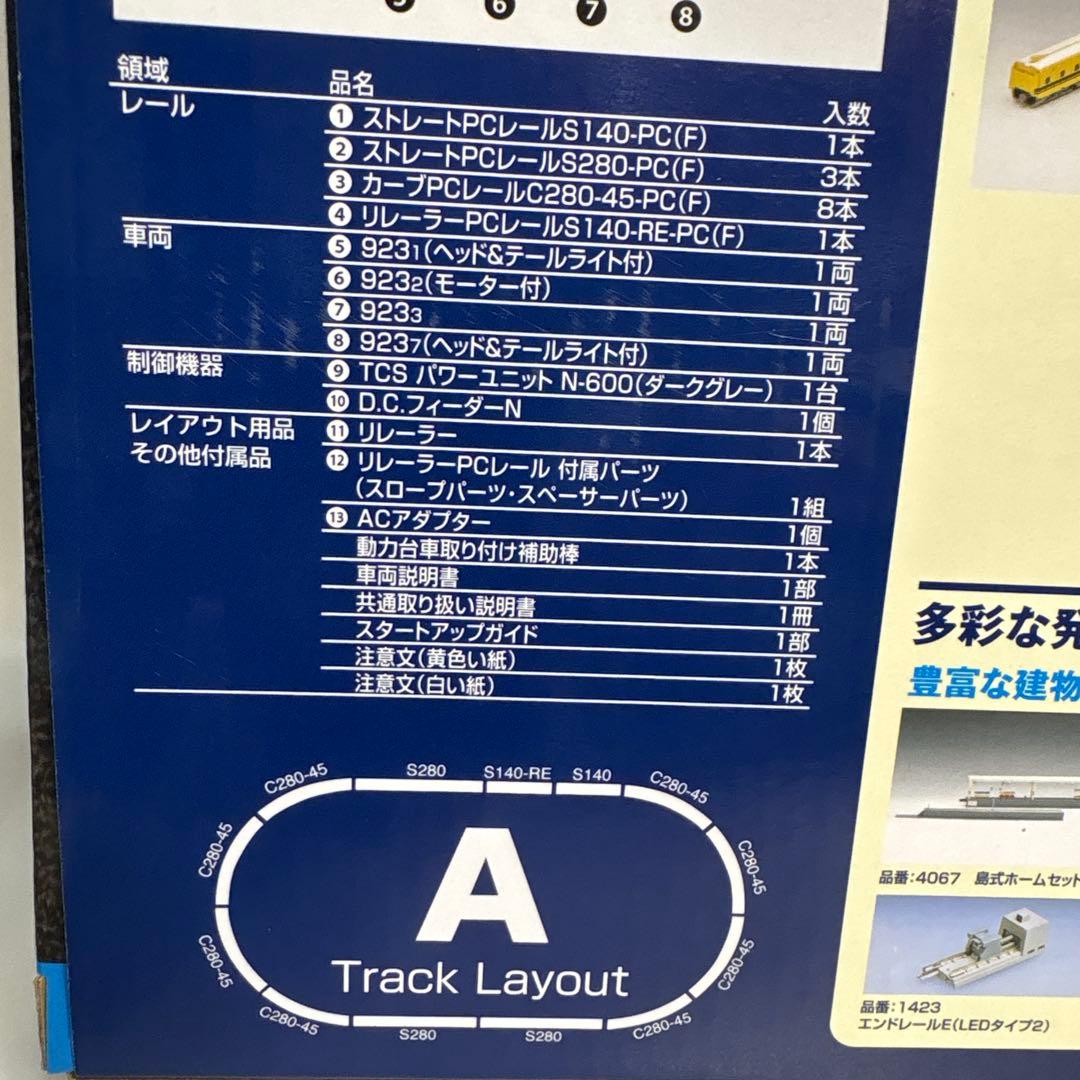 5 6 7 8
領域 品名 入数
レール ❶ ストレートPCレールS140-PC(F) 1本
❷ ストレートPCレールS280-PC(F) 3本
❸ カーブPCレールC280-45-PC(F) 8本
❹ リレーラーPCレールS140-RE-PC(F) 1本
車両 ❺ 9231(ヘッド&テールライト付) 1両
❻ 9232(モーター付) 1両
❼ 9233 1両
❽ 9237(ヘッド&テールライト付) 1両
制御機器 ❾ TCS パワーユニット N-600(ダークグレー) 1台
❿ D.C.フィーダーN 1個
レイアウト用品 ⓫ リレーラー 1本
その他付属品 ⓬ リレーラーPCレール 付属パーツ
(スロープパーツ・スペーサーパーツ) 1組
⓭ ACアダプター 1個
動力台車取り付け補助棒 1本
車両説明書 1部
共通取り扱い説明書 1冊
スタートアップガイド 1部
注意文(黄色い紙) 1枚
注意文(白い紙) 1枚
C280-45 S280 S140-RE S140 C280-45
C280-45 C280-45
A
Track Layout
C280-45 C280-45
C280-45 S280 S280 C280-45
多彩な発
豊富な建物
品番:4067 島式ホームセット
品番:1423
エンドレールE(LEDタイプ2)